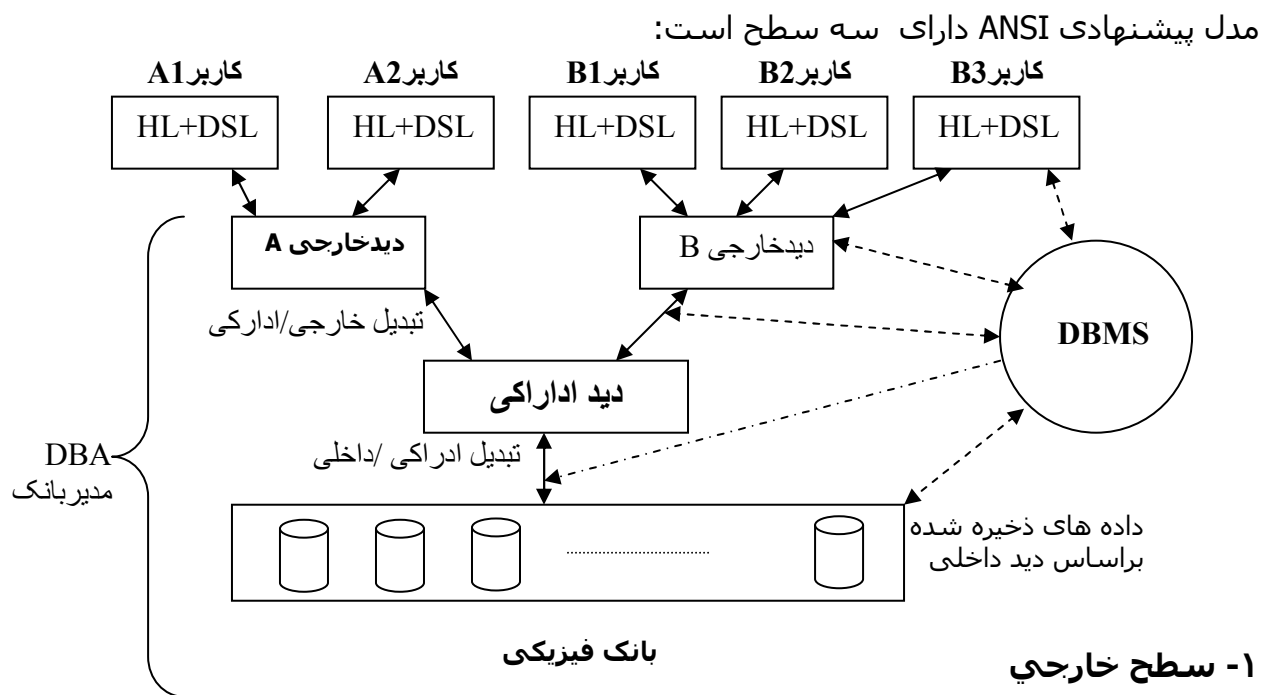 مدل پیشنهادی ANSI دارای سه سطح است:
کاربرA1
کاربرA2
کاربرB1
کاربرB2
کاربرB3
HL+DSL
HL+DSL
HL+DSL
HL+DSL
HL+DSL
دیدخارجی A
دیدخارجی B
تبدیل خارجی/ادارکی
DBMS
دید اداراکی
تبدیل ادراکی /داخلی
DBA
مدیربانک
داده های ذخیره شده
براساس دید داخلی
بانک فیزیکی
۱- سطح خارجي